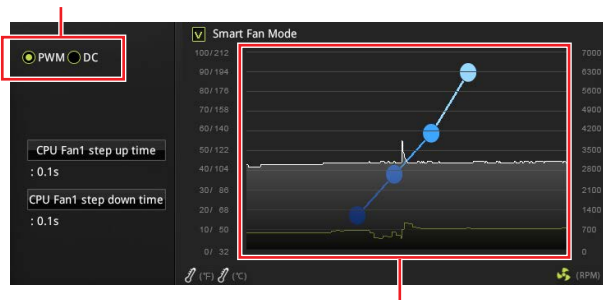 Smart Fan Mode
PWM DC
CPU Fan1 step up time
: 0.1s
CPU Fan1 step down time
: 0.1s
100/212 7000
90/194 6300
80/176 5600
70/158 4900
60/140 4200
50/122 3500
40/104 2800
30/ 86 2100
20/ 68 1400
10/ 50 700
0/ 32 0
(°F) (°C) (RPM)